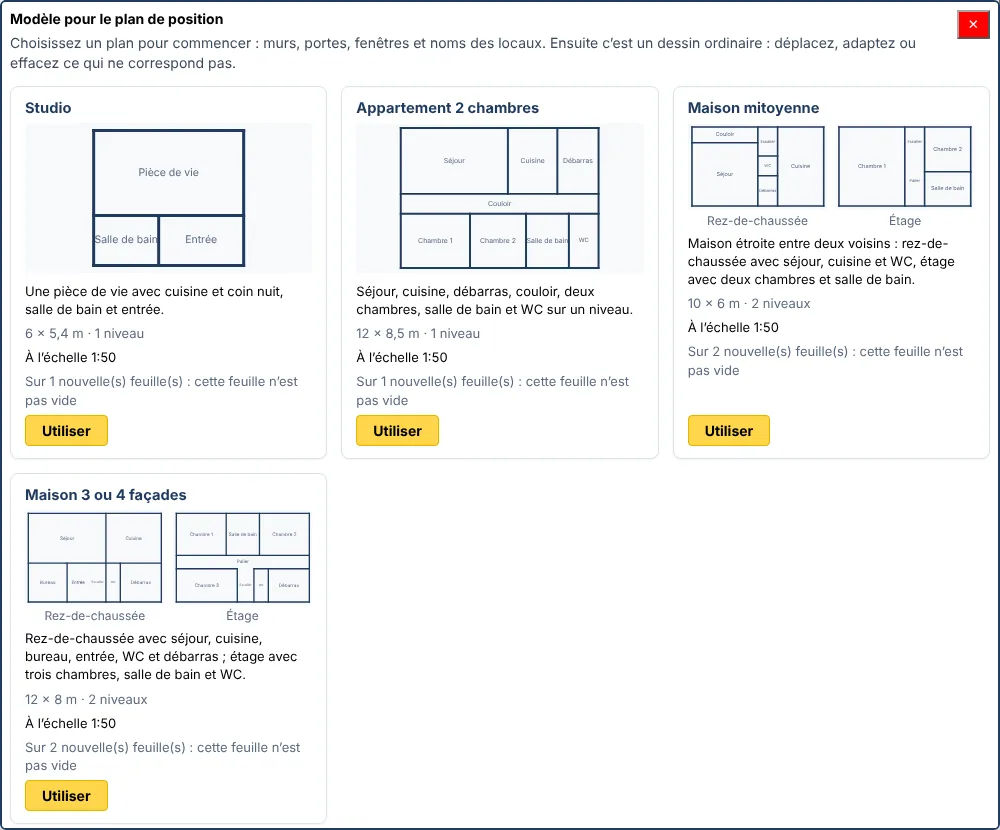 Modèle pour le plan de position
✕
Choisissez un plan pour commencer : murs, portes, fenêtres et noms des locaux. Ensuite c’est un dessin ordinaire : déplacez, adaptez ou
effacez ce qui ne correspond pas.
Studio
Pièce de vie
Salle de bain
Entrée
Une pièce de vie avec cuisine et coin nuit,
salle de bain et entrée.
6 × 5,4 m · 1 niveau
À l’échelle 1:50
Sur 1 nouvelle(s) feuille(s) : cette feuille n’est
pas vide
Utiliser
Appartement 2 chambres
Séjour
Cuisine
Débarras
Couloir
Chambre 1
Chambre 2
Salle de bain
WC
Séjour, cuisine, débarras, couloir, deux
chambres, salle de bain et WC sur un niveau.
12 × 8,5 m · 1 niveau
À l’échelle 1:50
Sur 1 nouvelle(s) feuille(s) : cette feuille n’est
pas vide
Utiliser
Maison mitoyenne
Couloir
Escalier
Séjour
WC
Débarras
Cuisine
Rez-de-chaussée
Chambre 1
Escalier
Palier
Chambre 2
Salle de bain
Étage
Maison étroite entre deux voisins : rez-de-
chaussée avec séjour, cuisine et WC, étage
avec deux chambres et salle de bain.
10 × 6 m · 2 niveaux
À l’échelle 1:50
Sur 2 nouvelle(s) feuille(s) : cette feuille n’est
pas vide
Utiliser
Maison 3 ou 4 façades
Séjour
Cuisine
Bureau
Entrée
Escalier
WC
Débarras
Rez-de-chaussée
Chambre 1
Salle de bain
Chambre 2
Palier
Chambre 3
Escalier
WC
Débarras
Étage
Rez-de-chaussée avec séjour, cuisine,
bureau, entrée, WC et débarras ; étage avec
trois chambres, salle de bain et WC.
12 × 8 m · 2 niveaux
À l’échelle 1:50
Sur 2 nouvelle(s) feuille(s) : cette feuille n’est
pas vide
Utiliser